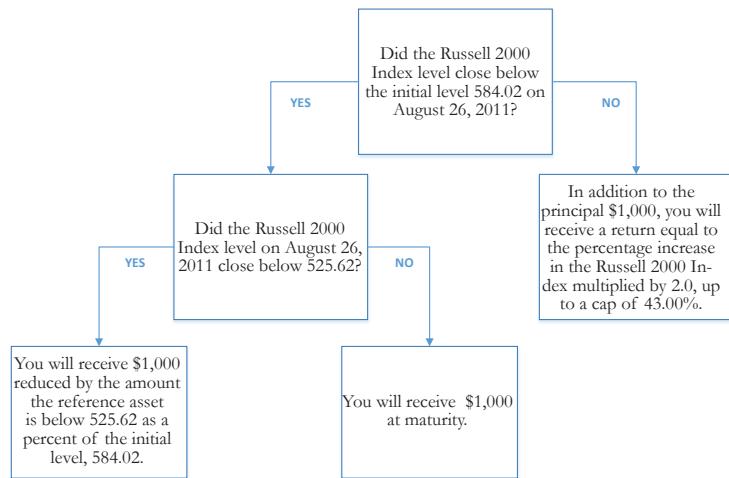 Did the Russell 2000
Index level close below
the initial level 584.02 on
August 26, 2011?
YES
NO
Did the Russell 2000
Index level on August 26,
2011 close below 525.62?
In addition to the
principal $1,000, you will
receive a return equal to
the percentage increase
in the Russell 2000 In-
dex multiplied by 2.0, up
to a cap of 43.00%.
YES
NO
You will receive $1,000
reduced by the amount
the reference asset
is below 525.62 as a
percent of the initial
level, 584.02.
You will receive $1,000
at maturity.